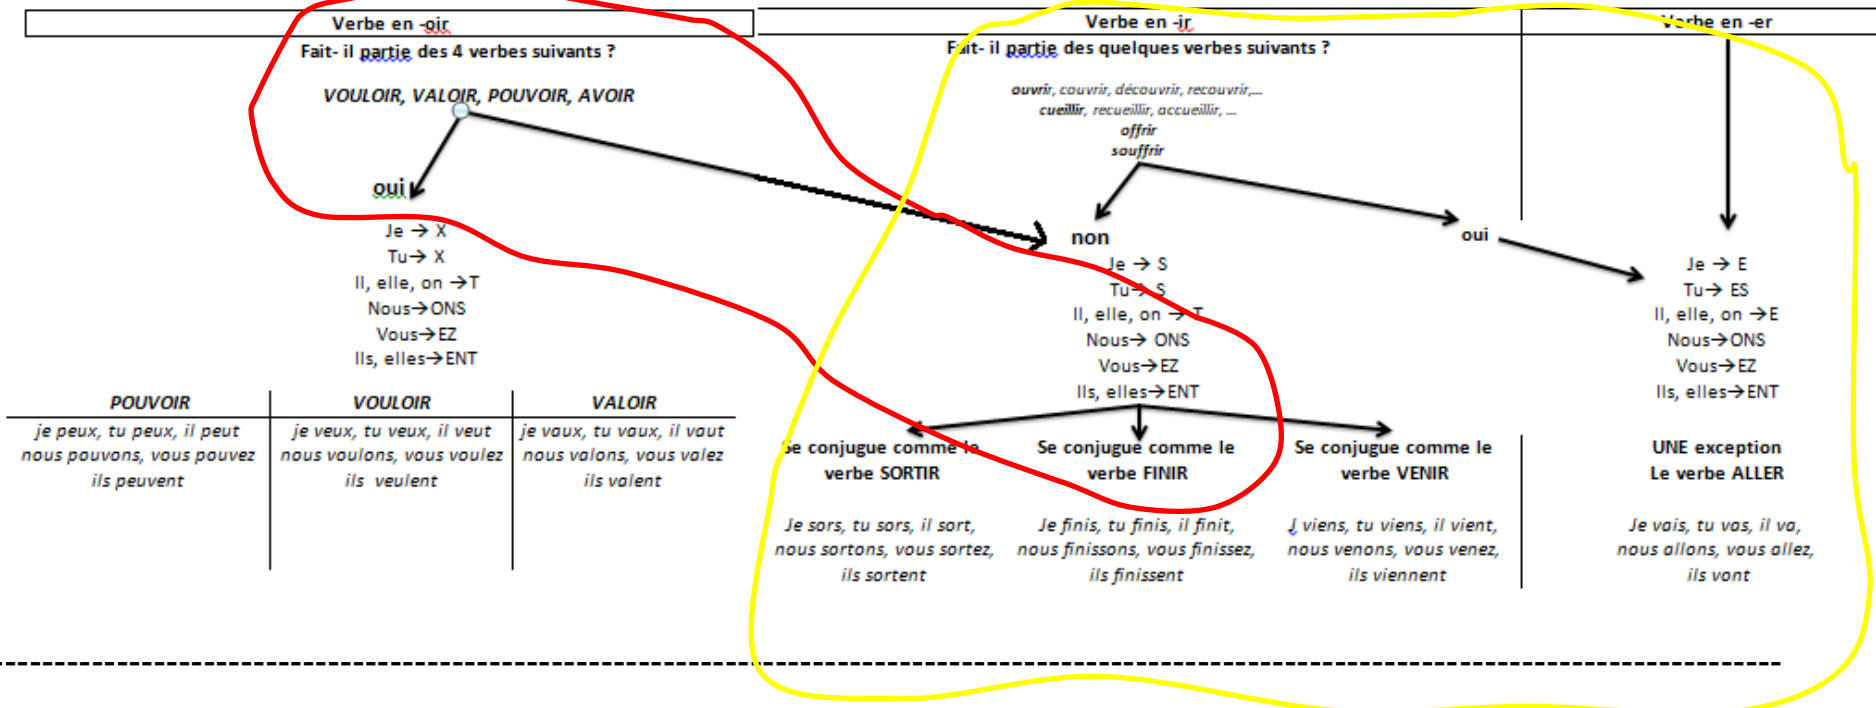 Verbe en -oir
Fait- il partie des 4 verbes suivants ?
VOULOIR, VALOIR, POUVOIR, AVOIR
oui
Je → X
Tu→ X
Il, elle, on →T
Nous→ONS
Vous→EZ
Ils, elles→ENT
POUVOIR
je peux, tu peux, il peut
nous pouvons, vous pouvez
ils peuvent
VOULOIR
je veux, tu veux, il veut
nous voulons, vous voulez
ils veulent
VALOIR
je vaux, tu vaux, il vaut
nous valons, vous valez
ils valent
Verbe en -ir
Fait- il partie des quelques verbes suivants ?
ouvrir, couvrir, découvrir, recouvrir,...
cueillir, recueillir, accueillir, ...
offrir
souffrir
non
oui
Je → S
Tu→ S
Il, elle, on → T
Nous→ ONS
Vous→EZ
Ils, elles→ENT
Se conjugue comme le
verbe SORTIR
Je sors, tu sors, il sort,
nous sortons, vous sortez,
ils sortent
Se conjugue comme le
verbe FINIR
Je finis, tu finis, il finit,
nous finissons, vous finissez,
ils finissent
Se conjugue comme le
verbe VENIR
J viens, tu viens, il vient,
nous venons, vous venez,
ils viennent
Verbe en -er
Je → E
Tu→ ES
Il, elle, on →E
Nous→ONS
Vous→EZ
Ils, elles→ENT
UNE exception
Le verbe ALLER
Je vais, tu vas, il va,
nous allons, vous allez,
ils vont